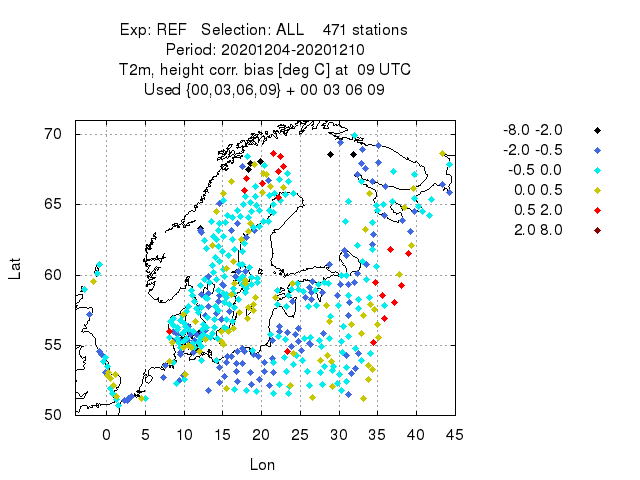 Exp: REF Selection: ALL 471 stations
Period: 20201204-20201210
T2m, height corr. bias [deg C] at 09 UTC
Used {00,03,06,09} + 00 03 06 09
70
65
60
55
50
0 5 10 15 20 25 30 35 40 45
Lat
Lon
-8.0 -2.0
-2.0 -0.5
-0.5 0.0
0.0 0.5
0.5 2.0
2.0 8.0